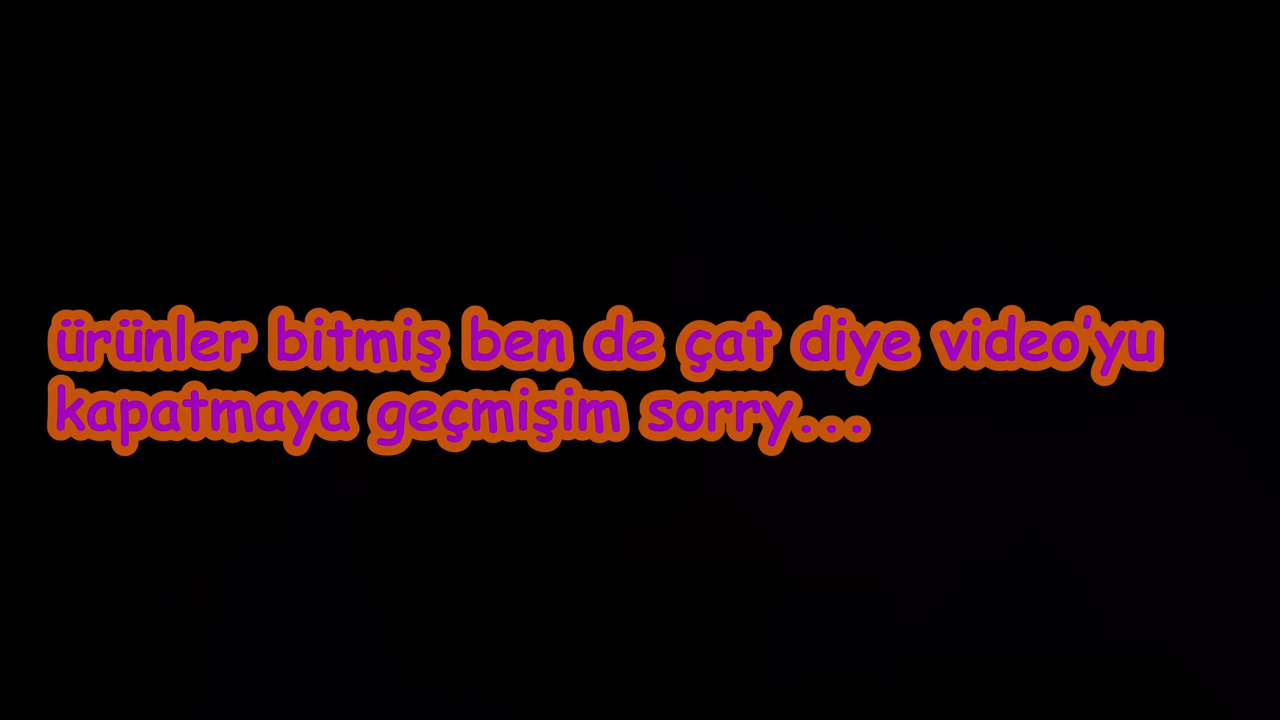 ürünler bitmiş ben de çat diye video'yu
kapatmaya geçmişim sorry...